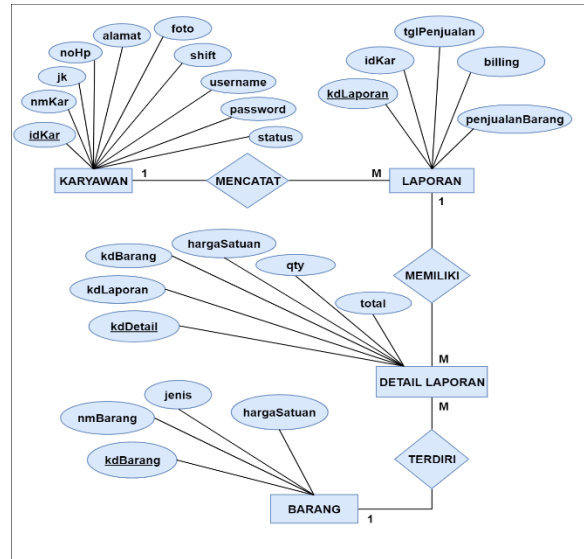 foto
tglPenjualan
alamat
noHp
shift
idKar
billing
jk
username
nmKar
kdLaporan
password
penjualanBarang
idKar
status
KARYAWAN
1
MENCATAT
M
LAPORAN
1
hargaSatuan
kdBarang
qty
MEMILIKI
kdLaporan
total
kdDetail
M
DETAIL LAPORAN
M
jenis
hargaSatuan
nmBarang
TERDIRI
kdBarang
BARANG
1